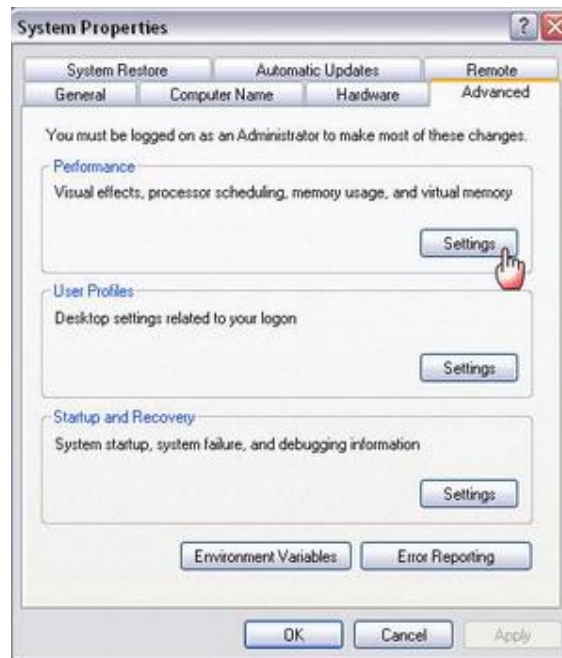 System Properties
System Restore Automatic Updates Remote
General Computer Name Hardware Advanced
You must be logged on as an Administrator to make most of these changes.
Performance
Visual effects, processor scheduling, memory usage, and virtual memory
Settings
User Profiles
Desktop settings related to your logon
Settings
Startup and Recovery
System startup, system failure, and debugging information
Settings
Environment Variables Error Reporting
OK Cancel Apply